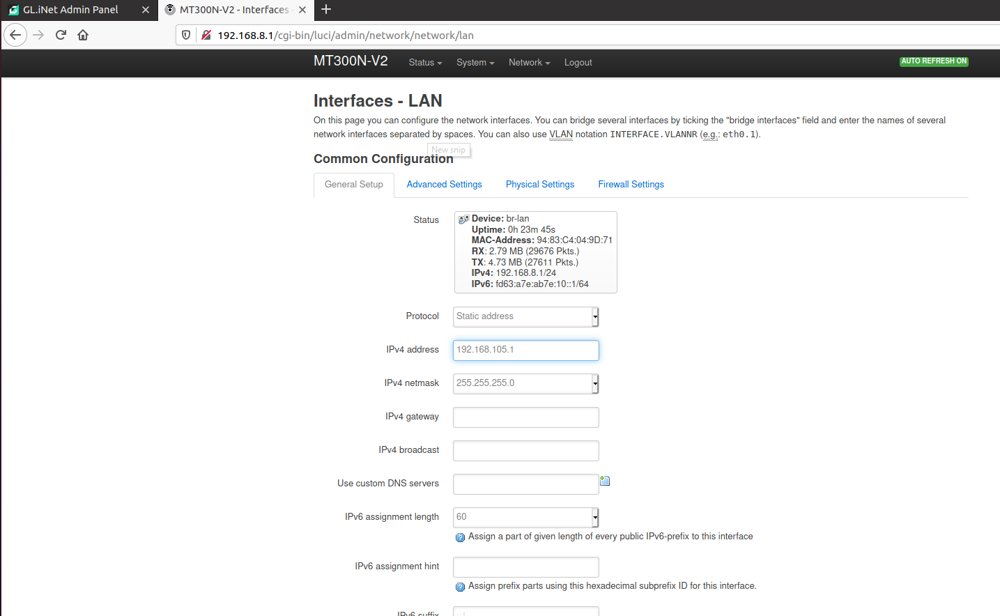 GL.iNet Admin Panel
MT300N-V2 - Interfaces -
192.168.8.1/cgi-bin/luci/admin/network/network/lan
MT300N-V2 Status System Network Logout AUTO REFRESH ON
Interfaces - LAN
On this page you can configure the network interfaces. You can bridge several interfaces by ticking the "bridge interfaces" field and enter the names of several
network interfaces separated by spaces. You can also use VLAN notation INTERFACE.VLANNR (e.g.: eth0.1).
New snip
Common Configuration
General Setup Advanced Settings Physical Settings Firewall Settings
Status
Device: br-lan
Uptime: 0h 23m 45s
MAC-Address: 94:83:C4:04:9D:71
RX: 2.79 MB (29676 Pkts.)
TX: 4.73 MB (27611 Pkts.)
IPv4: 192.168.8.1/24
IPv6: fd63:a7e:ab7e:10::1/64
Protocol Static address
IPv4 address 192.168.105.1
IPv4 netmask 255.255.255.0
IPv4 gateway
IPv4 broadcast
Use custom DNS servers
IPv6 assignment length 60
Assign a part of given length of every public IPv6-prefix to this interface
IPv6 assignment hint
Assign prefix parts using this hexadecimal subprefix ID for this interface.
IPv6 suffix